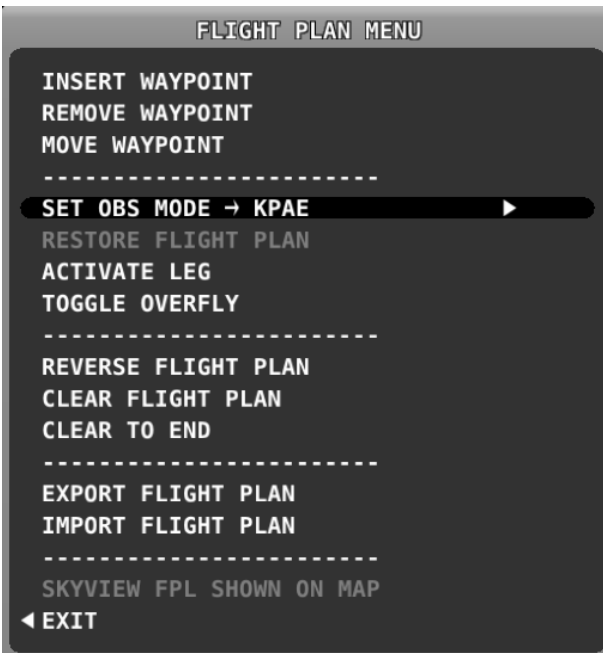 FLIGHT PLAN MENU
INSERT WAYPOINT
REMOVE WAYPOINT
MOVE WAYPOINT
-------------------------
SET OBS MODE → KPAE ▶
RESTORE FLIGHT PLAN
ACTIVATE LEG
TOGGLE OVERFLY
-------------------------
REVERSE FLIGHT PLAN
CLEAR FLIGHT PLAN
CLEAR TO END
-------------------------
EXPORT FLIGHT PLAN
IMPORT FLIGHT PLAN
-------------------------
SKYVIEW FPL SHOWN ON MAP
◀ EXIT